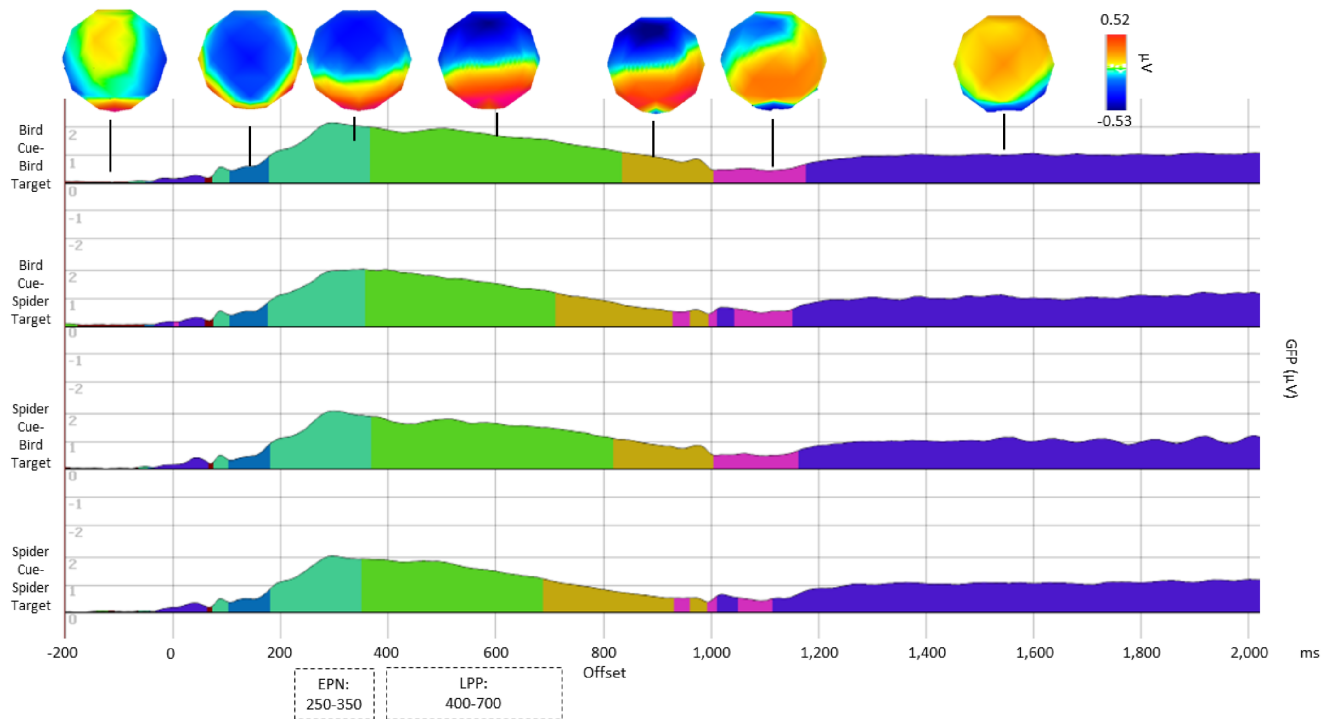 0.52
μV
-0.53
Bird
Cue-
Bird
Target
2
1
0
-1
-2
Bird
Cue-
Spider
Target
2
1
0
-1
-2
Spider
Cue-
Bird
Target
2
1
0
-1
-2
Spider
Cue-
Spider
Target
2
1
0
GFP (μV)
-200 0 200 400 600 800 1,000 1,200 1,400 1,600 1,800 2,000 ms
Offset
EPN:
250-350
LPP:
400-700